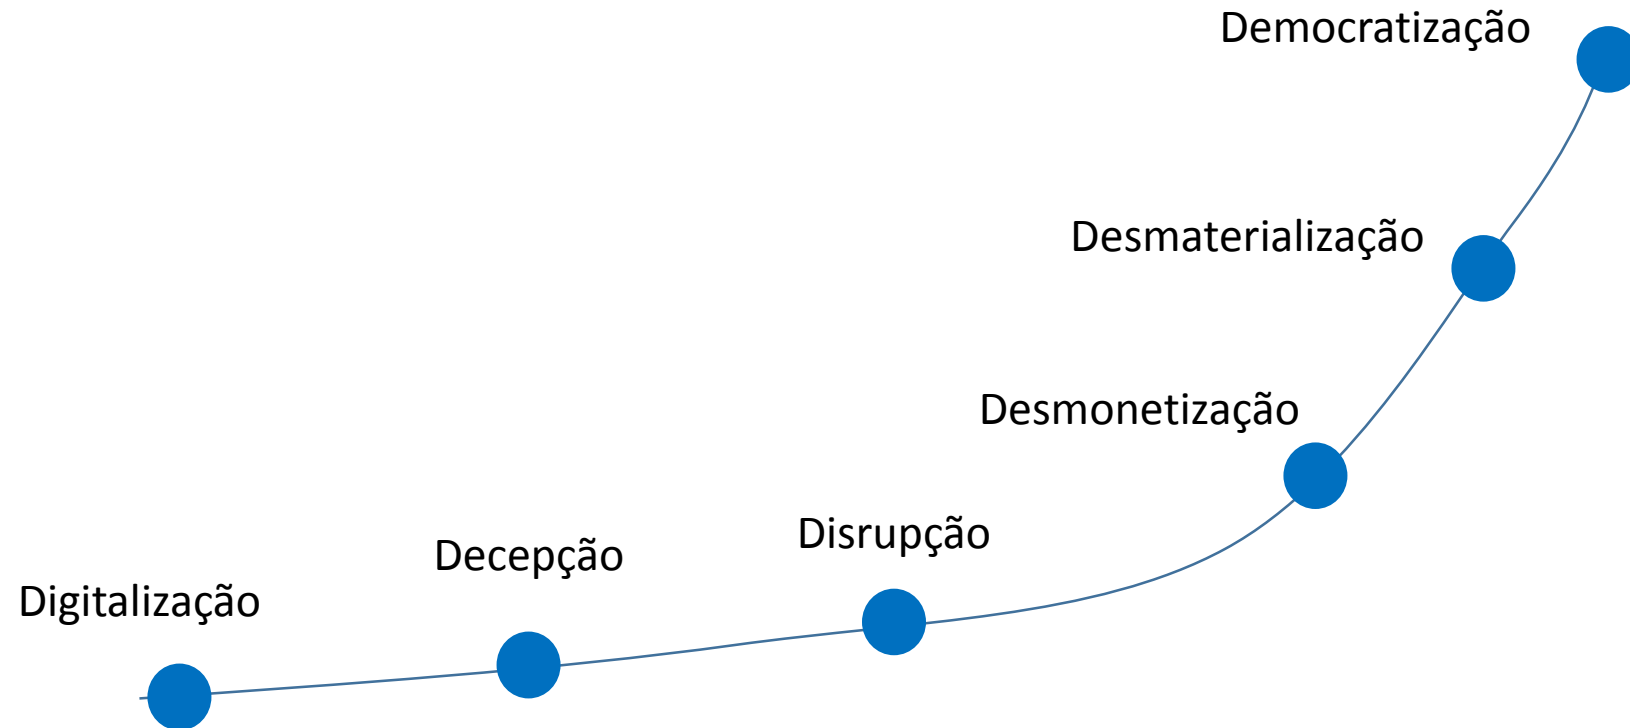 Democratização
Desmaterialização
Desmonetização
Disrupção
Decepção
Digitalização